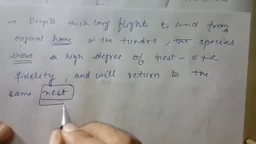 → Despite such long flights to and from
original home in the tundra, this species
shows a high degree of nest-site
fidelity, and will return to the
same nest